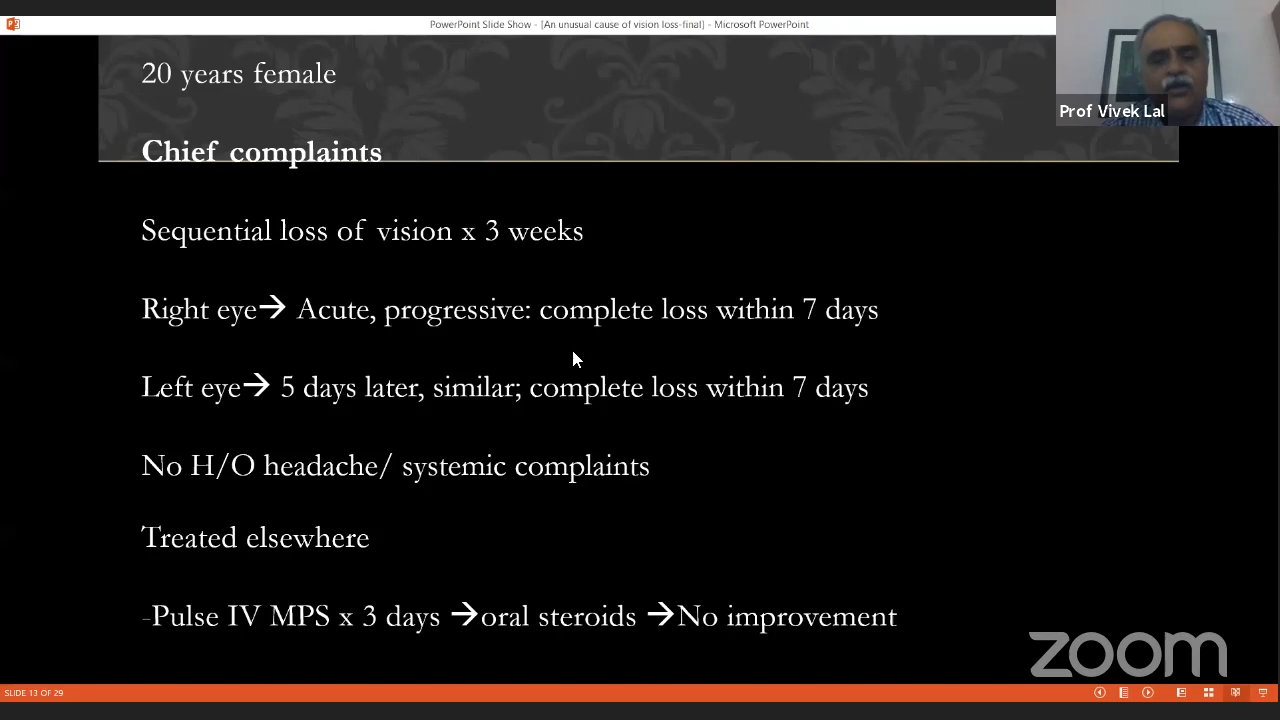 PowerPoint Slide Show - [An unusual cause of vision loss-final] - Microsoft PowerPoint
20 years female
Prof Vivek Lal
Chief complaints
Sequential loss of vision x 3 weeks
Right eye→ Acute, progressive: complete loss within 7 days
Left eye→ 5 days later, similar; complete loss within 7 days
No H/O headache/ systemic complaints
Treated elsewhere
-Pulse IV MPS x 3 days →oral steroids →No improvement
zoom
SLIDE 13 OF 29